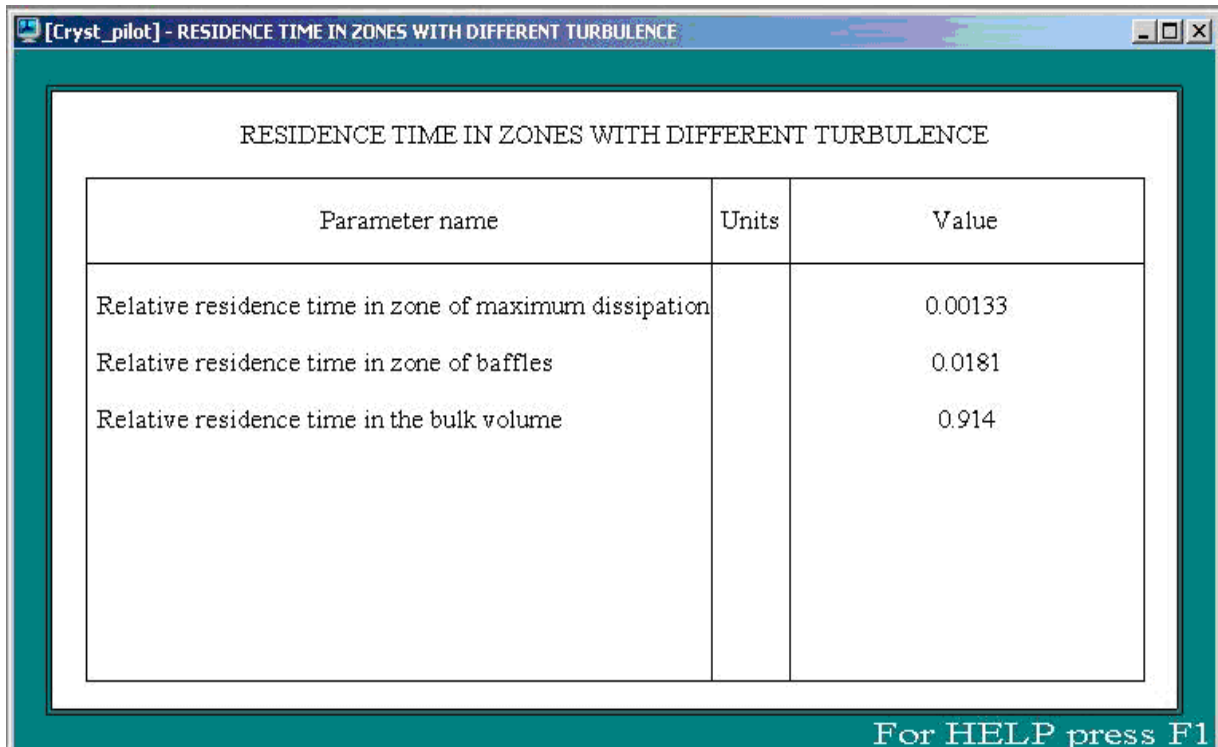 [Cryst_pilot] - RESIDENCE TIME IN ZONES WITH DIFFERENT TURBULENCE
RESIDENCE TIME IN ZONES WITH DIFFERENT TURBULENCE
Parameter name Units Value
Relative residence time in zone of maximum dissipation 0.00133
Relative residence time in zone of baffles 0.0181
Relative residence time in the bulk volume 0.914
For HELP press F1